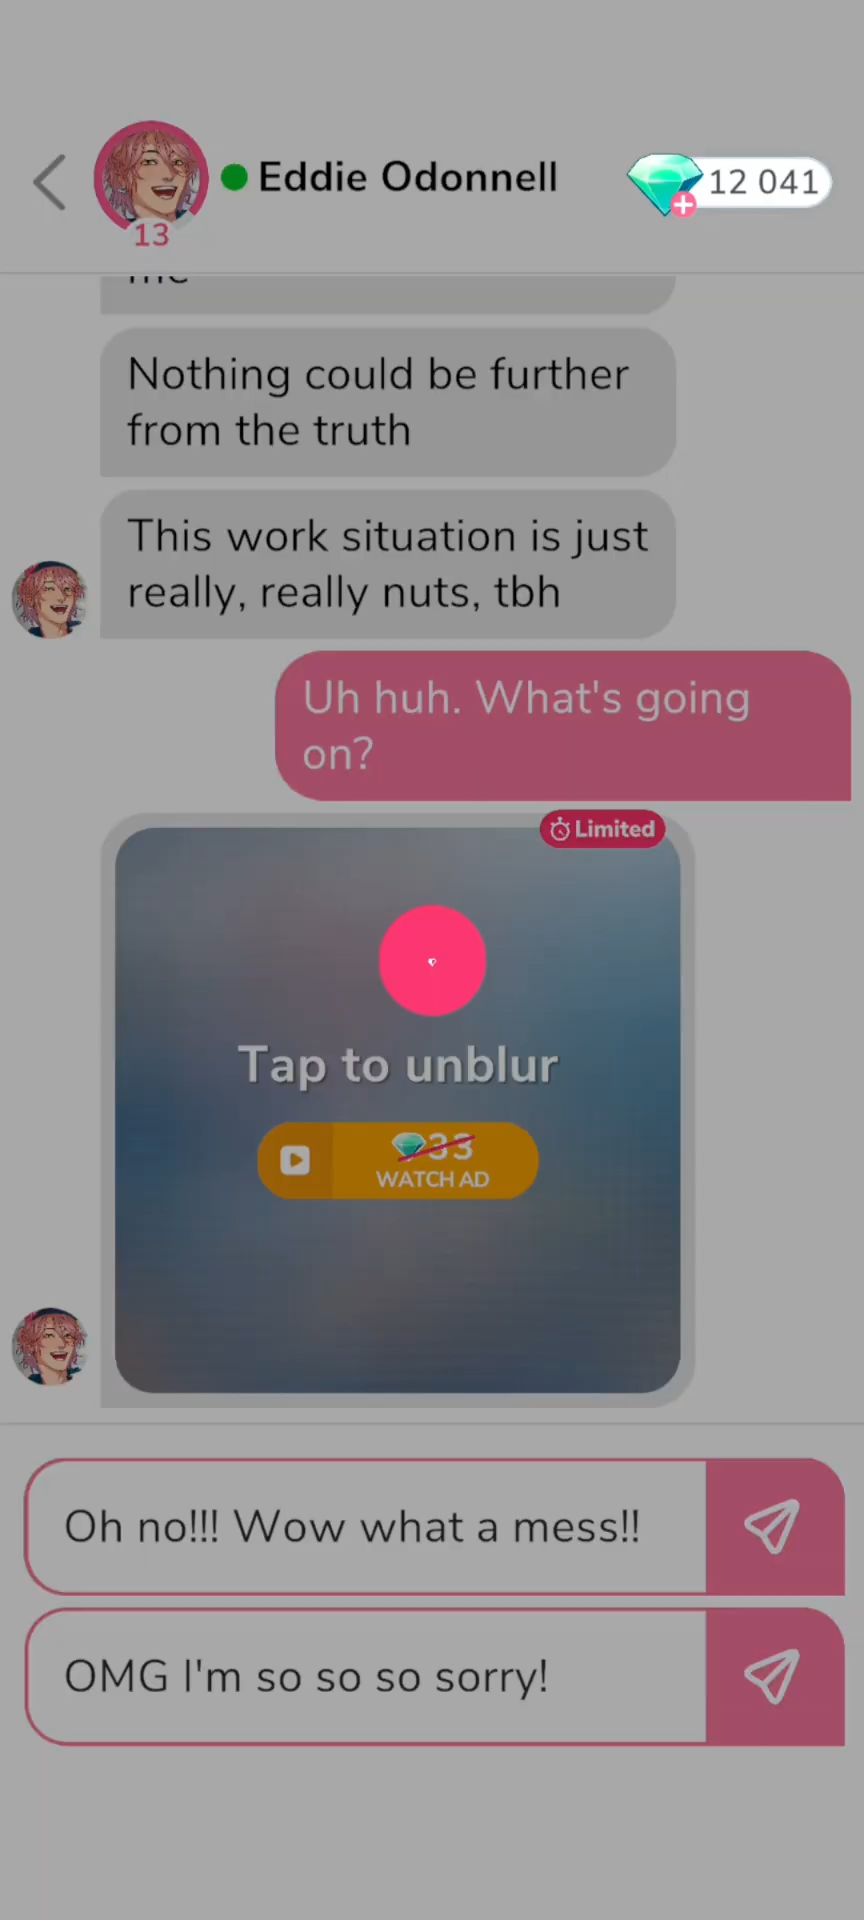 Eddie Odonnell
12 041
13
Nothing could be further
from the truth
This work situation is just
really, really nuts, tbh
Uh huh. What's going
on?
Limited
Tap to unblur
33
WATCH AD
Oh no!!! Wow what a mess!!
OMG I'm so so so sorry!